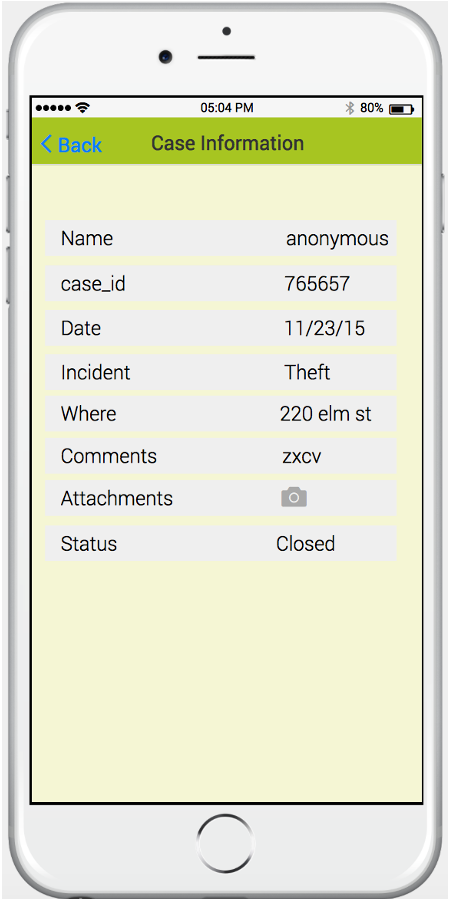 05:04 PM 80%
Back Case Information
Name anonymous
case_id 765657
Date 11/23/15
Incident Theft
Where 220 elm st
Comments zxcv
Attachments
Status Closed